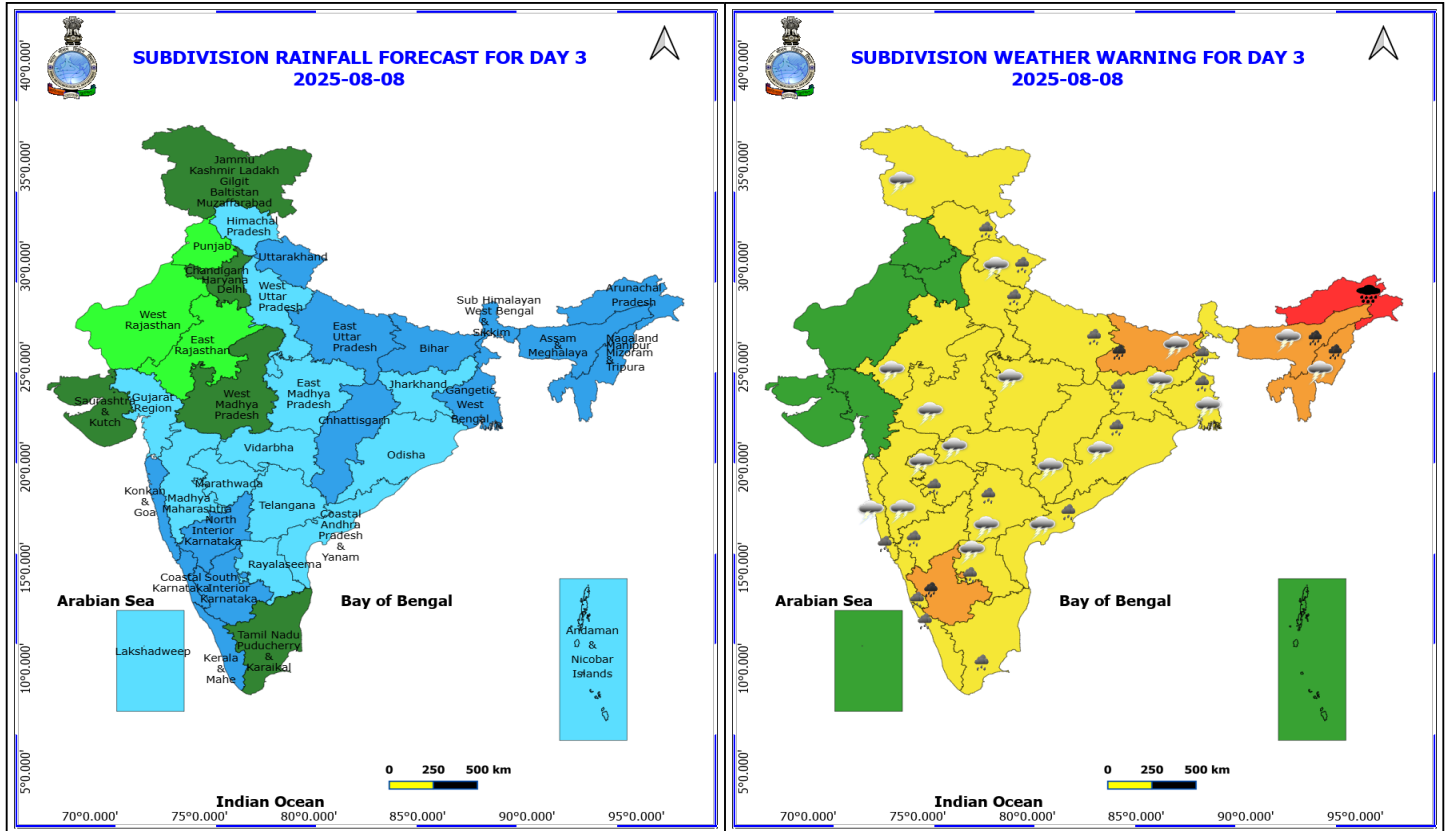 SUBDIVISION RAINFALL FORECAST FOR DAY 3
2025-08-08
40°0.000'
35°0.000'
30°0.000'
25°0.000'
20°0.000'
15°0.000'
10°0.000'
5°0.000'
Jammu
Kashmir Ladakh
Gilgit
Baltistan
Muzaffarabad
Himachal
Pradesh
Punjab
Uttarakhand
Chandigarh
Haryana
Delhi
West
Uttar
Pradesh
West
Rajasthan
East
Rajasthan
East
Uttar
Pradesh
Bihar
Sub Himalayan
West Bengal
&
Sikkim
Arunachal
Pradesh
Assam
&
Meghalaya
Nagaland
Manipur
Mizoram
&
Tripura
Saurashtra
&
Kutch
Gujarat
Region
West
Madhya
Pradesh
East
Madhya
Pradesh
Jharkhand
Gangetic
West
Bengal
Chhattisgarh
Odisha
Vidarbha
Konkan
&
Goa
Madhya
Maharashtra
Marathwada
Telangana
North
Interior
Karnataka
Coastal
Andhra
Pradesh
&
Yanam
Rayalaseema
Coastal
Karnataka
South
Interior
Karnataka
Tamil Nadu
Puducherry
&
Karaikal
Kerala
&
Mahe
Arabian Sea
Bay of Bengal
Lakshadweep
Andaman
&
Nicobar
Islands
0 250 500 km
Indian Ocean
70°0.000' 75°0.000' 80°0.000' 85°0.000' 90°0.000' 95°0.000'
SUBDIVISION WEATHER WARNING FOR DAY 3
2025-08-08
40°0.000'
35°0.000'
30°0.000'
25°0.000'
20°0.000'
15°0.000'
10°0.000'
5°0.000'
Arabian Sea
Bay of Bengal
0 250 500 km
Indian Ocean
70°0.000' 75°0.000' 80°0.000' 85°0.000' 90°0.000' 95°0.000'